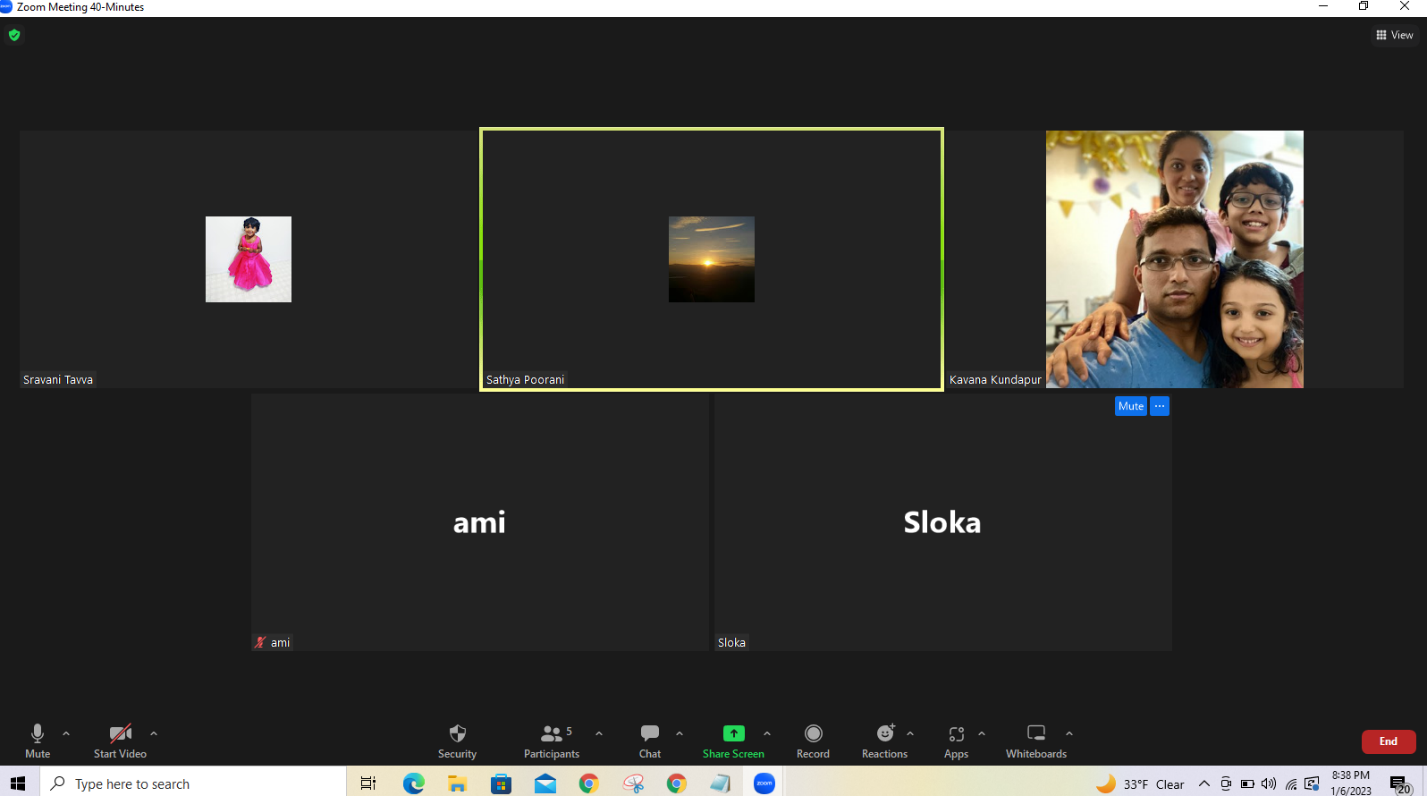 zoom Zoom Meeting 40-Minutes
View
Sravani Tavva
Sathya Poorani
Kavana Kundapur
Mute ...
ami
Sloka
ami
Sloka
Mute
Start Video
Security
Participants 5
Chat
Share Screen
Record
Reactions
Apps
Whiteboards
End
Type here to search
zoom
33°F Clear
8:38 PM
1/6/2023
20